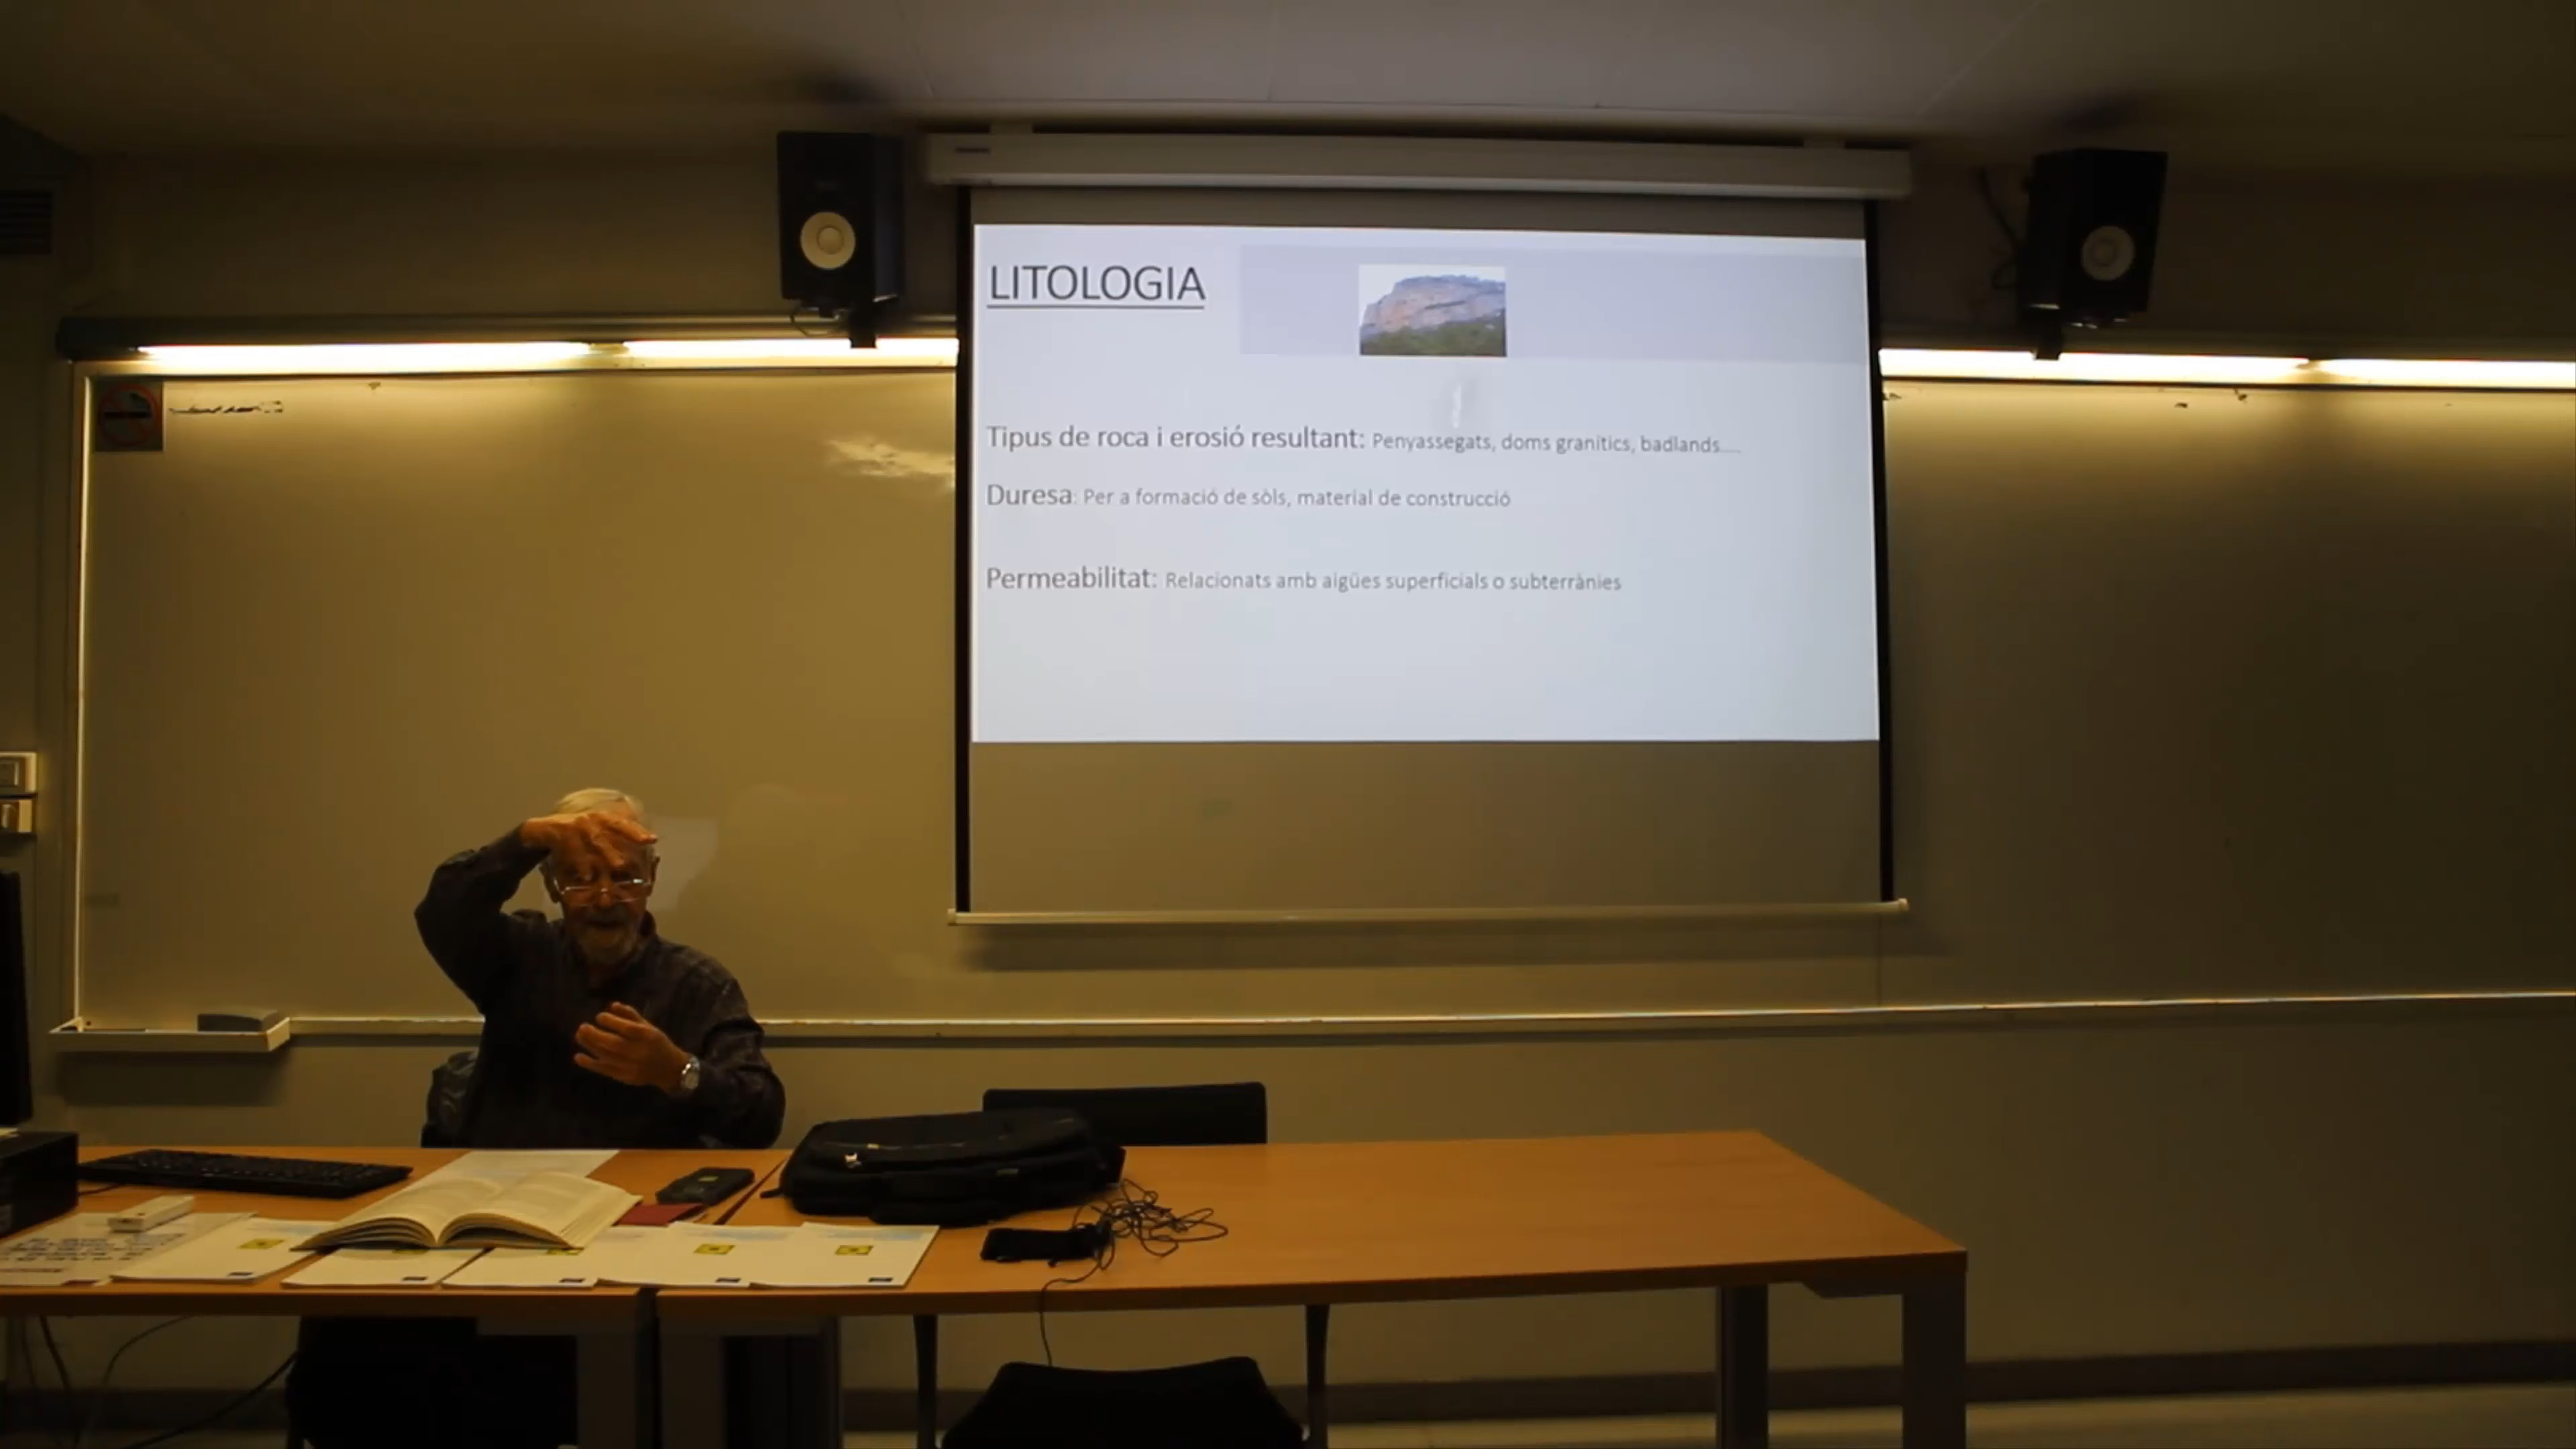 LITOLOGIA
Tipus de roca i erosió resultant: Penyassegats, doms granítics, badlands....
Duresa: Per a formació de sòls, material de construcció
Permeabilitat: Relacionats amb aigües superficials o subterrànies